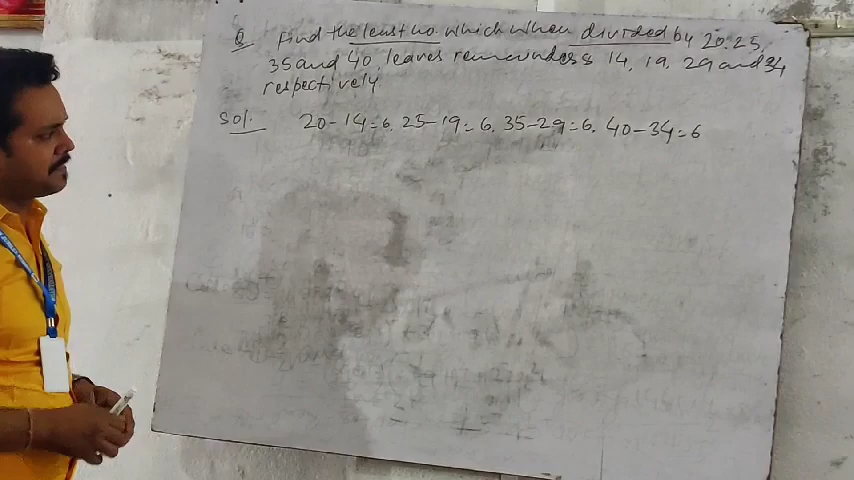 Q Find the least no which when divided by 20, 25,
35 and 40, leaves remainders 14, 19, 29 and 34
respectively.
Sol. 20-14=6, 25-19=6, 35-29=6, 40-34=6